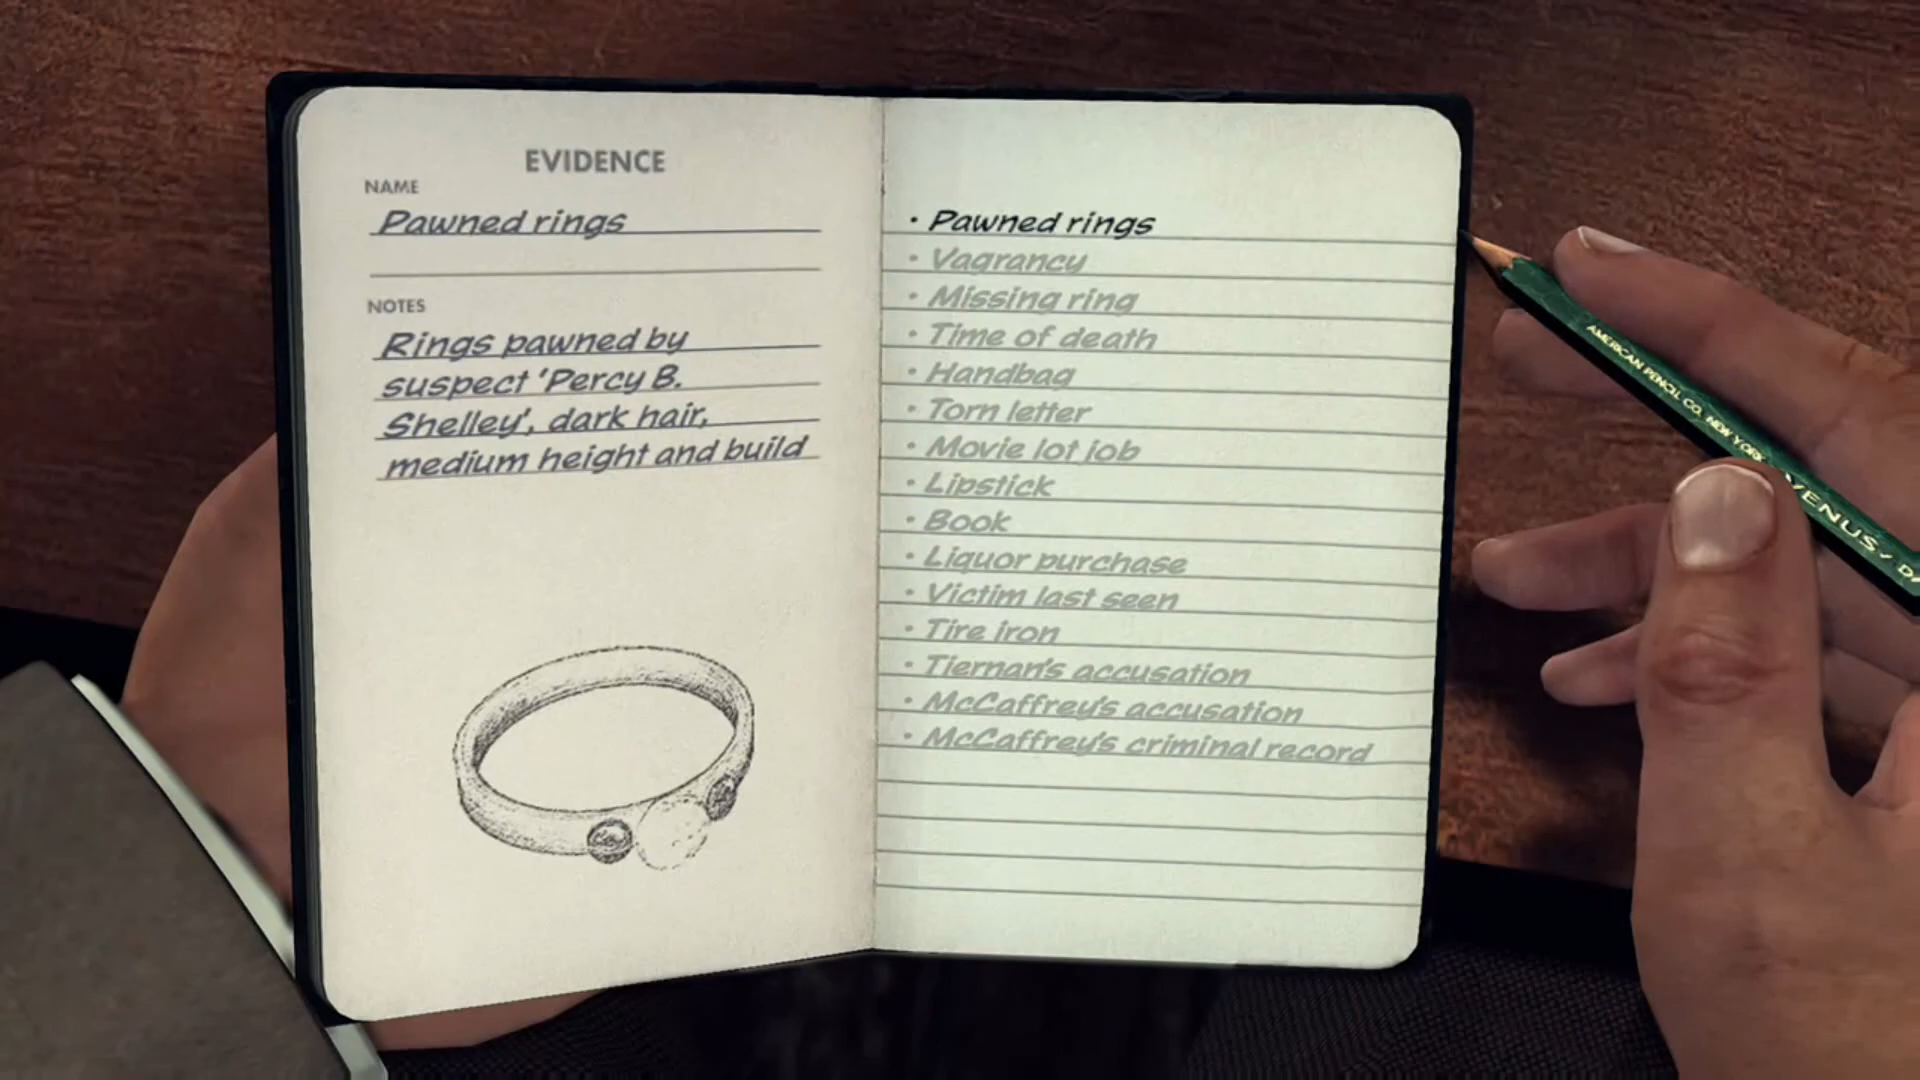 EVIDENCE
NAME
Pawned rings
NOTES
Rings pawned by
suspect 'Percy B.
Shelley', dark hair,
medium height and build
• Pawned rings
• Vagrancy
• Missing ring
• Time of death
• Handbag
• Torn letter
• Movie lot job
• Lipstick
• Book
• Liquor purchase
• Victim last seen
• Tire iron
• Tiernan's accusation
• McCaffrey's accusation
• McCaffrey's criminal record
AMERICAN PENCIL CO. NEW YORK VENUS